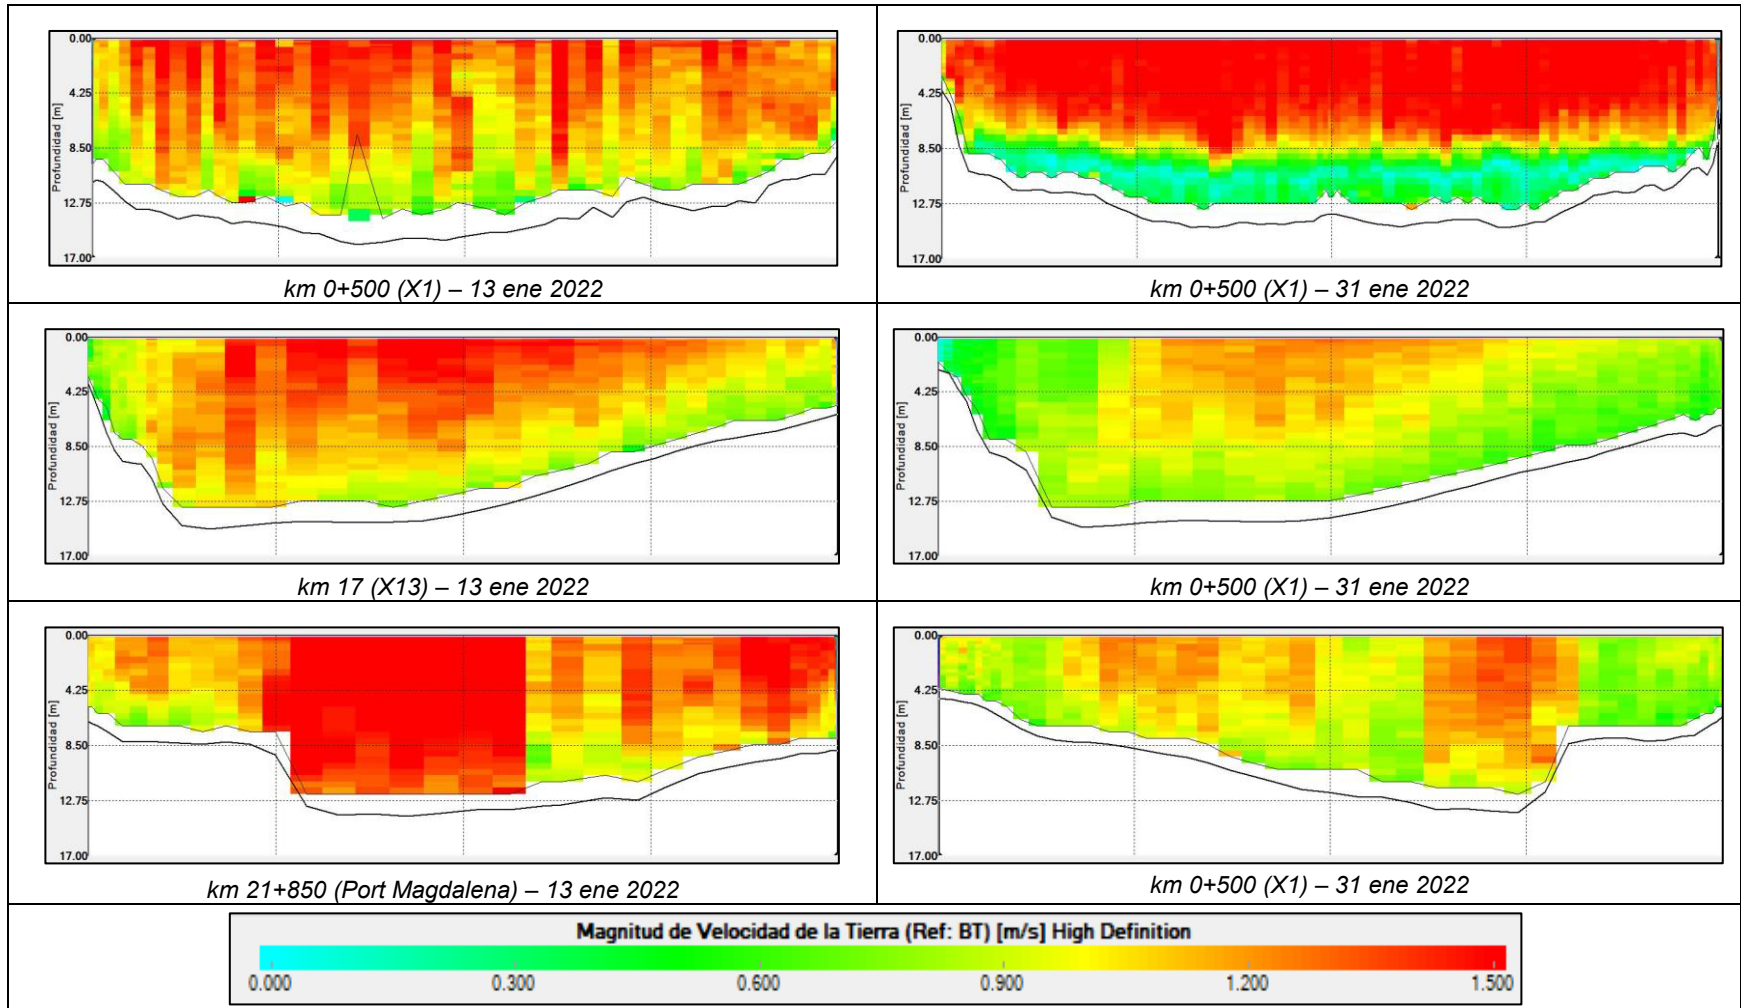 0.00
4.25
8.50
12.75
17.00
Profundidad [m]
km 0+500 (X1) – 13 ene 2022
0.00
4.25
8.50
12.75
17.00
Profundidad [m]
km 0+500 (X1) – 31 ene 2022
0.00
4.25
8.50
12.75
17.00
Profundidad [m]
km 17 (X13) – 13 ene 2022
0.00
4.25
8.50
12.75
17.00
Profundidad [m]
km 0+500 (X1) – 31 ene 2022
0.00
4.25
8.50
12.75
17.00
Profundidad [m]
km 21+850 (Port Magdalena) – 13 ene 2022
0.00
4.25
8.50
12.75
17.00
Profundidad [m]
km 0+500 (X1) – 31 ene 2022
Magnitud de Velocidad de la Tierra (Ref: BT) [m/s] High Definition
0.000 0.300 0.600 0.900 1.200 1.500